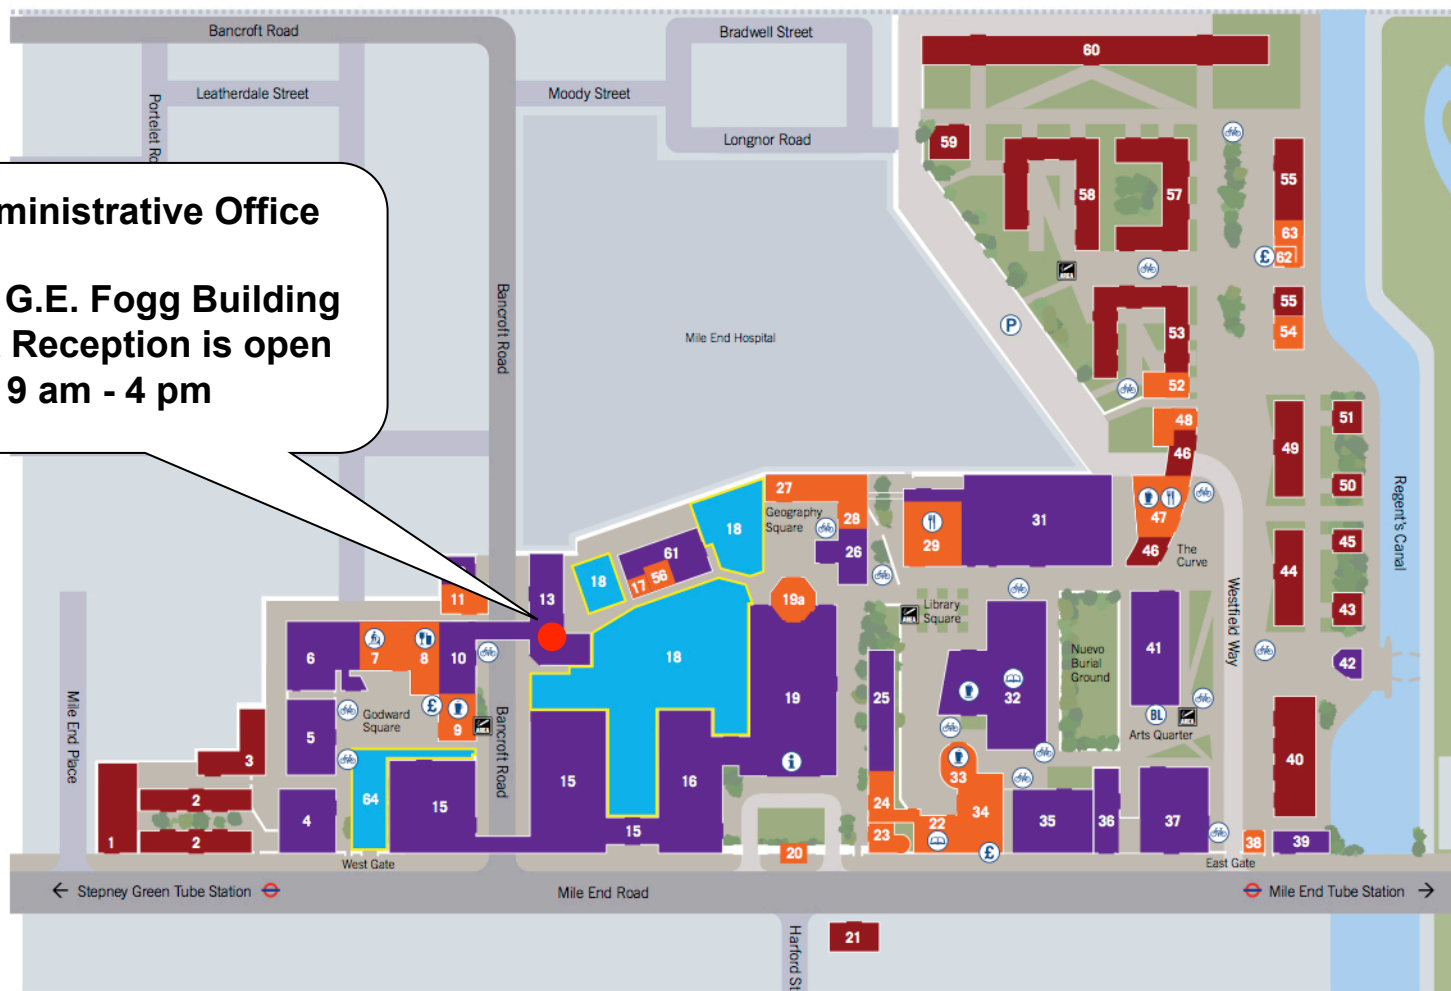 Bancroft Road
Bradwell Street
60
Leatherdale Street
Moody Street
Portelet
Longnor Road
59
58
57
55
63
£ 62
ministrative Office
G.E. Fogg Building
Reception is open
9 am - 4 pm
Bancroft Road
Mile End Hospital
P
53
55
54
52
48
46
51
49
50
Regent's Canal
27
Geography
Square
28
18
29
31
47
46
The
Curve
45
44
43
61
26
18
17
56
11
13
19a
Library
Square
Westfield Way
6
7
8
10
18
19
25
32
Nuevo
Burial
Ground
41
42
Mile End Place
5
Godward
Square
£
9
AREA
Bancroft Road
BL
AREA
Arts Quarter
3
i
40
1
2
2
4
64
15
15
16
15
24
33
34
22
23
35
36
37
38
39
20
£
West Gate
East Gate
← Stepney Green Tube Station
Mile End Road
Mile End Tube Station →
Harford St
21